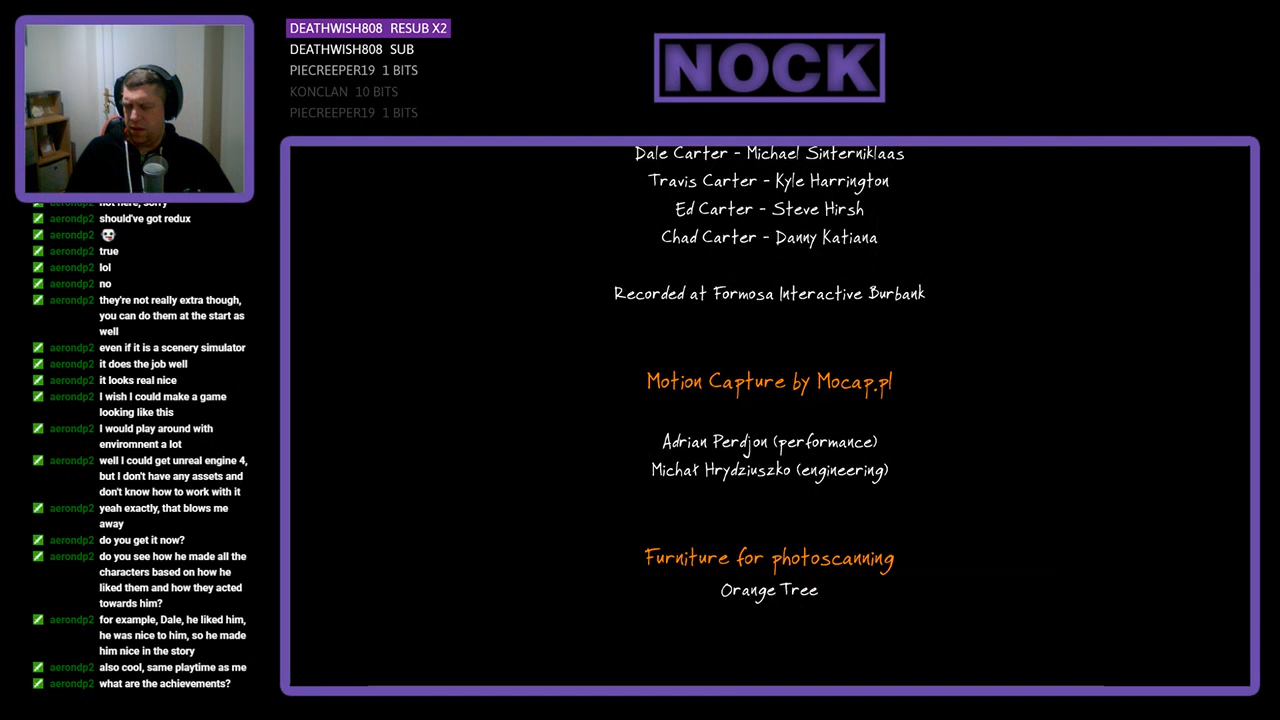 DEATHWISH808 RESUB X2
DEATHWISH808 SUB
PIECREEPER19 1 BITS
KONCLAN 10 BITS
PIECREEPER19 1 BITS
NOCK
aerondp2 not here, sorry
aerondp2 should've got redux
aerondp2
aerondp2 true
aerondp2 lol
aerondp2 no
aerondp2 they're not really extra though,
you can do them at the start as
well
aerondp2 even if it is a scenery simulator
aerondp2 it does the job well
aerondp2 it looks real nice
aerondp2 I wish I could make a game
looking like this
aerondp2 I would play around with
enviromnent a lot
aerondp2 well I could get unreal engine 4,
but I don't have any assets and
don't know how to work with it
aerondp2 yeah exactly, that blows me
away
aerondp2 do you get it now?
aerondp2 do you see how he made all the
characters based on how he
liked them and how they acted
towards him?
aerondp2 for example, Dale, he liked him,
he was nice to him, so he made
him nice in the story
aerondp2 also cool, same playtime as me
aerondp2 what are the achievements?
Dale Carter - Michael Sinterniklaas
Travis Carter - Kyle Harrington
Ed Carter - Steve Hirsh
Chad Carter - Danny Katiana
Recorded at Formosa Interactive Burbank
Motion Capture by Mocap.pl
Adrian Perdjon (performance)
Michał Hrydziuszko (engineering)
Furniture for photoscanning
Orange Tree